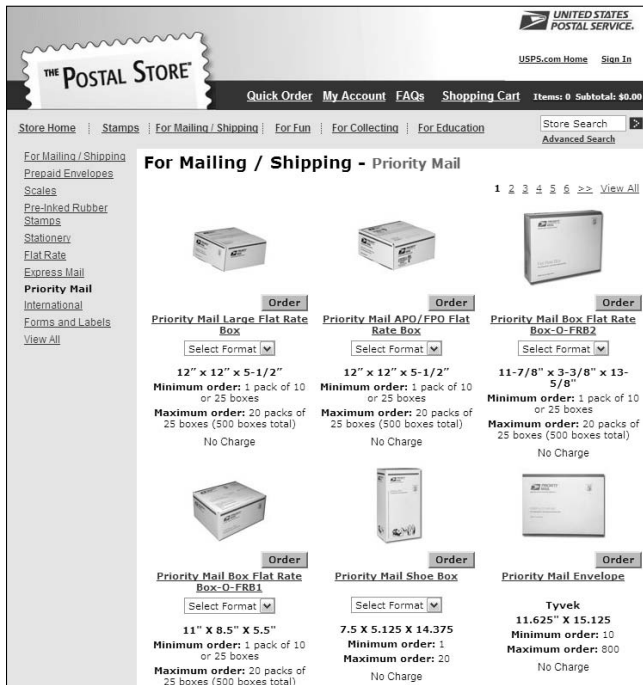 UNITED STATES
POSTAL SERVICE®
USPS.com Home Sign In
THE POSTAL STORE®
Quick Order My Account FAQs Shopping Cart Items: 0 Subtotal: $0.00
Store Home Stamps For Mailing / Shipping For Fun For Collecting For Education
Store Search
Advanced Search
For Mailing / Shipping
Prepaid Envelopes
Scales
Pre-Inked Rubber
Stamps
Stationery
Flat Rate
Express Mail
Priority Mail
International
Forms and Labels
View All
For Mailing / Shipping - Priority Mail
1 2 3 4 5 6 >> View All
Order
Priority Mail Large Flat Rate
Box
Select Format
12" x 12" x 5-1/2"
Minimum order: 1 pack of 10
or 25 boxes
Maximum order: 20 packs of
25 boxes (500 boxes total)
No Charge
Order
Priority Mail APO/FPO Flat
Rate Box
Select Format
12" x 12" x 5-1/2"
Minimum order: 1 pack of 10
or 25 boxes
Maximum order: 20 packs of
25 boxes (500 boxes total)
No Charge
Order
Priority Mail Box Flat Rate
Box-O-FRB2
Select Format
11-7/8" x 3-3/8" x 13-
5/8"
Minimum order: 1 pack of 10
or 25 boxes
Maximum order: 20 packs of
25 boxes (500 boxes total)
No Charge
Order
Priority Mail Box Flat Rate
Box-O-FRB1
Select Format
11" X 8.5" X 5.5"
Minimum order: 1 pack of 10
or 25 boxes
Maximum order: 20 packs of
25 boxes (500 boxes total)
Order
Priority Mail Shoe Box
Select Format
7.5 X 5.125 X 14.375
Minimum order: 1
Maximum order: 20
No Charge
Order
Priority Mail Envelope
Tyvek
11.625" X 15.125
Minimum order: 10
Maximum order: 800
No Charge